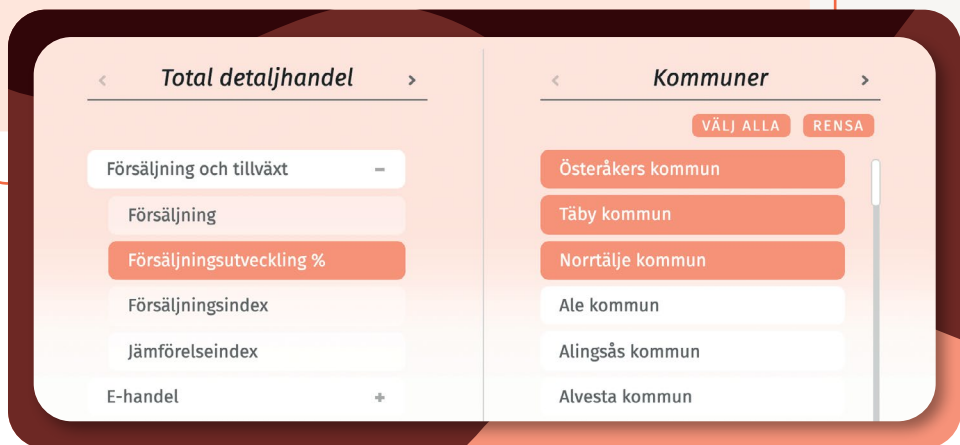 Total detaljhandel
Försäljning och tillväxt
Försäljning
Försäljningsutveckling %
Försäljningsindex
Jämförelseindex
E-handel
Kommuner
VÄLJ ALLA RENSA
Österåkers kommun
Täby kommun
Norrtälje kommun
Ale kommun
Alingsås kommun
Alvesta kommun